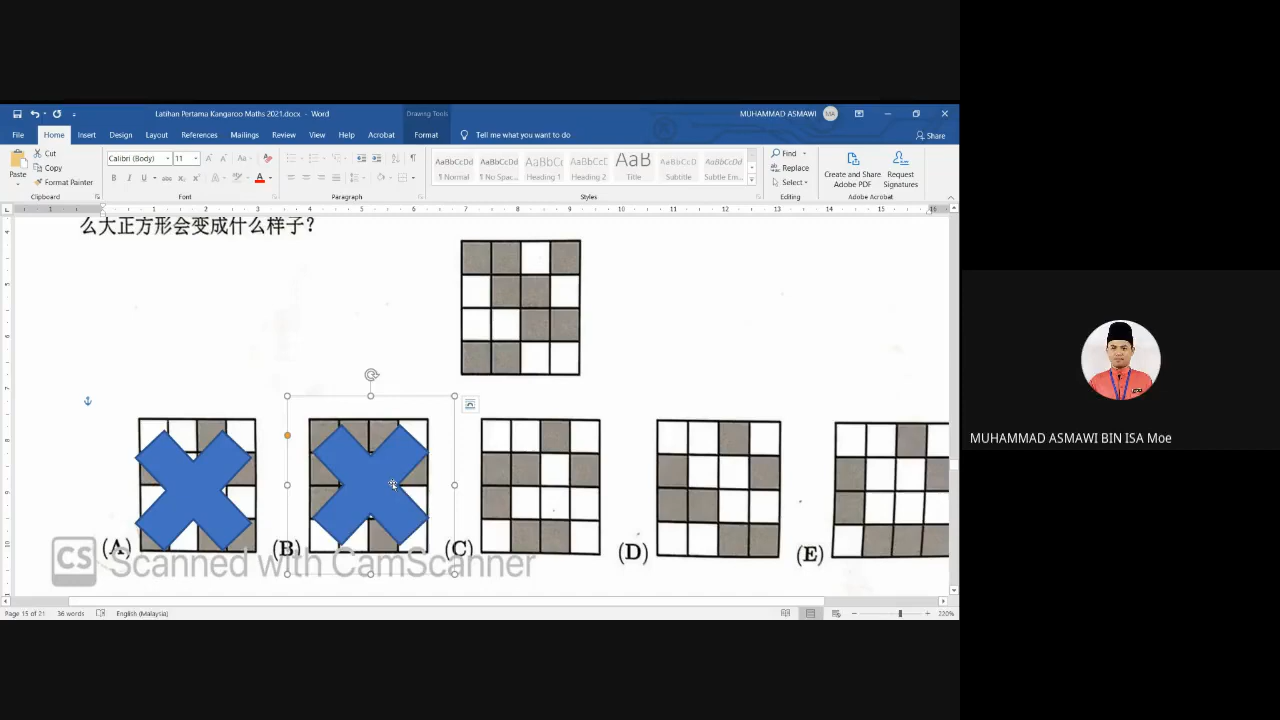 Latihan Pertama Kangaroo Maths 2021.docx - Word
Drawing Tools
MUHAMMAD ASMAWI
MA
File Home Insert Design Layout References Mailings Review View Help Acrobat Format Tell me what you want to do
Share
Paste
Cut
Copy
Format Painter
Clipboard
Calibri (Body) 11
Font
Paragraph
AaBbCcDd AaBbCcDd AaBbCc AaBbCcC AaB AaBbCcD AaBbCcDd
¶ Normal ¶ No Spac... Heading 1 Heading 2 Title Subtitle Subtle Em...
Styles
Find
Replace
Select
Editing
Create and Share Adobe PDF
Request Signatures
Adobe Acrobat
么大正方形会变成什么样子？
(A) (B) (C) (D) (E)
CS Scanned with CamScanner
Page 15 of 21 36 words English (Malaysia)
220%
MUHAMMAD ASMAWI BIN ISA Moe